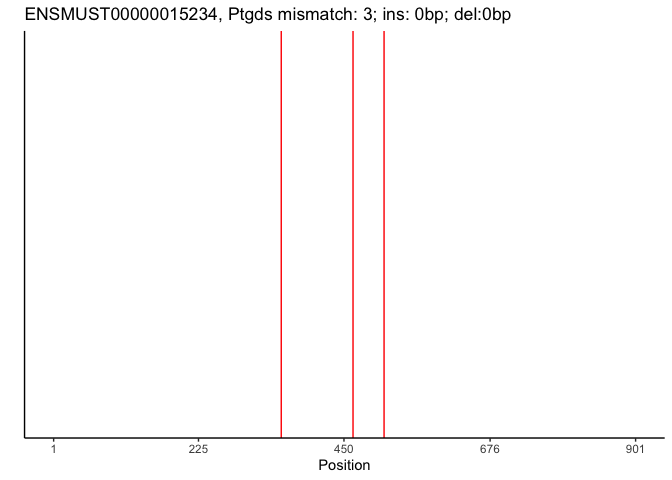 ENSMUST00000015234, Ptgds mismatch: 3; ins: 0bp; del:0bp
1 225 450 676 901
Position